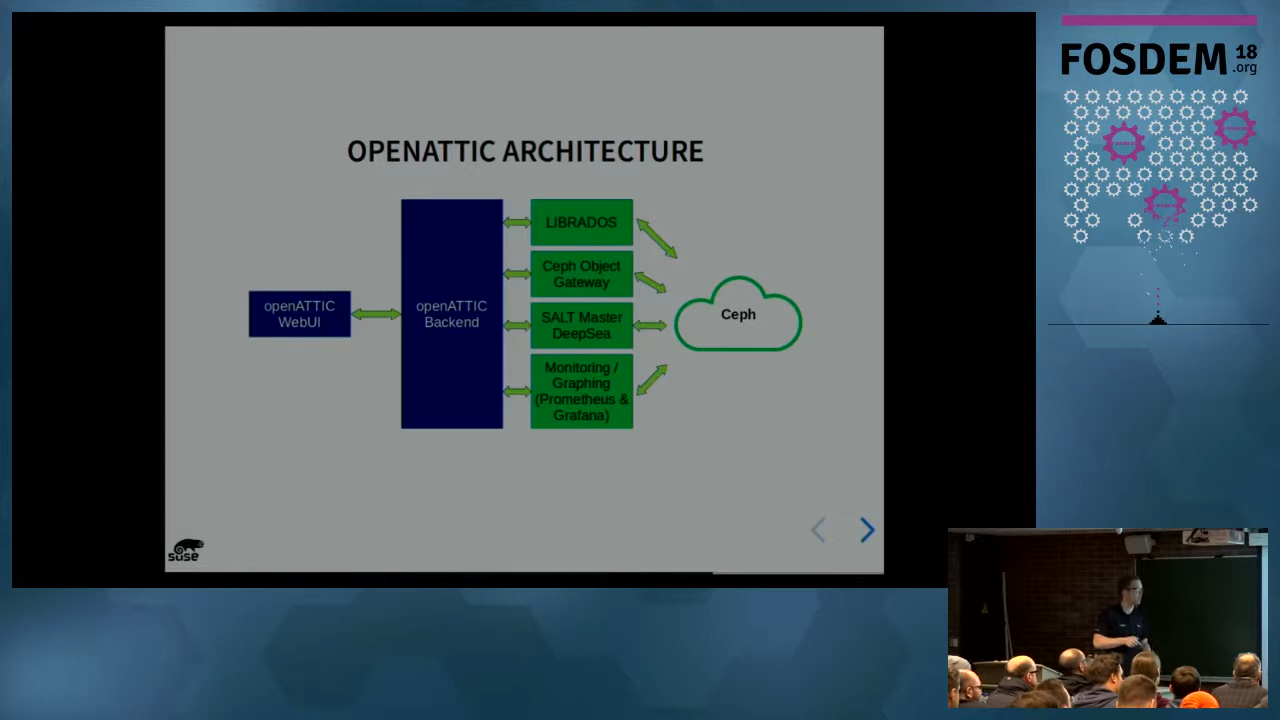 OPENATTIC ARCHITECTURE
openATTIC
WebUI
openATTIC
Backend
LIBRADOS
Ceph Object
Gateway
SALT Master
DeepSea
Monitoring /
Graphing
(Prometheus &
Grafana)
Ceph
suse
FOSDEM 18
.org